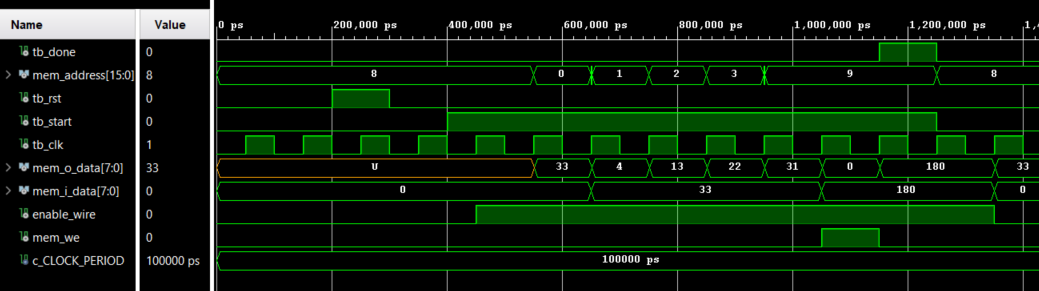 Name Value 0 ps 200,000 ps 400,000 ps 600,000 ps 800,000 ps 1,000,000 ps 1,200,000 ps 1,4
tb_done 0
mem_address[15:0] 8 8 0 1 2 3 9 8
tb_rst 0
tb_start 0
tb_clk 1
mem_o_data[7:0] 33 U 33 4 13 22 31 0 180 33
mem_i_data[7:0] 0 0 33 180 0
enable_wire 0
mem_we 0
c_CLOCK_PERIOD 100000 ps 100000 ps